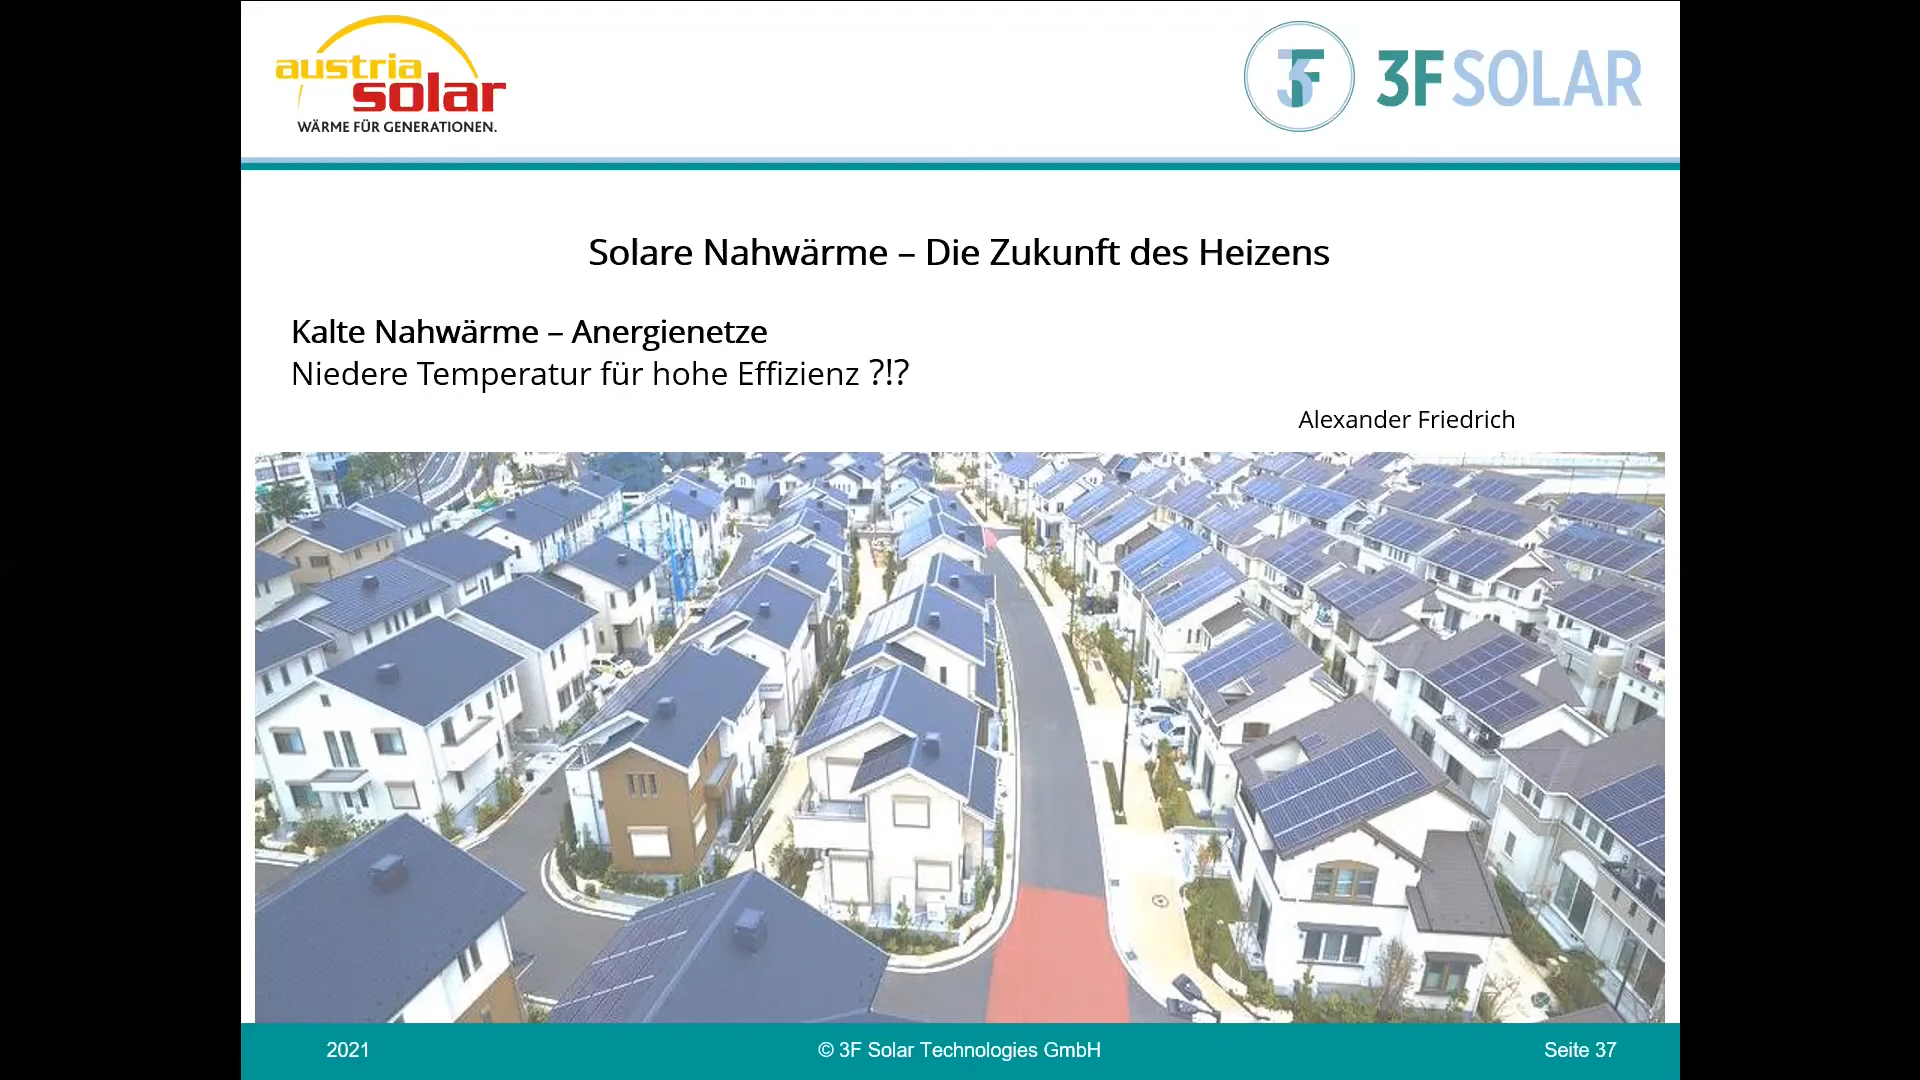 austria
solar
WÄRME FÜR GENERATIONEN.
3F
3F SOLAR
Solare Nahwärme – Die Zukunft des Heizens
Kalte Nahwärme – Anergienetze
Niedere Temperatur für hohe Effizienz ?!?
Alexander Friedrich
2021
© 3F Solar Technologies GmbH
Seite 37